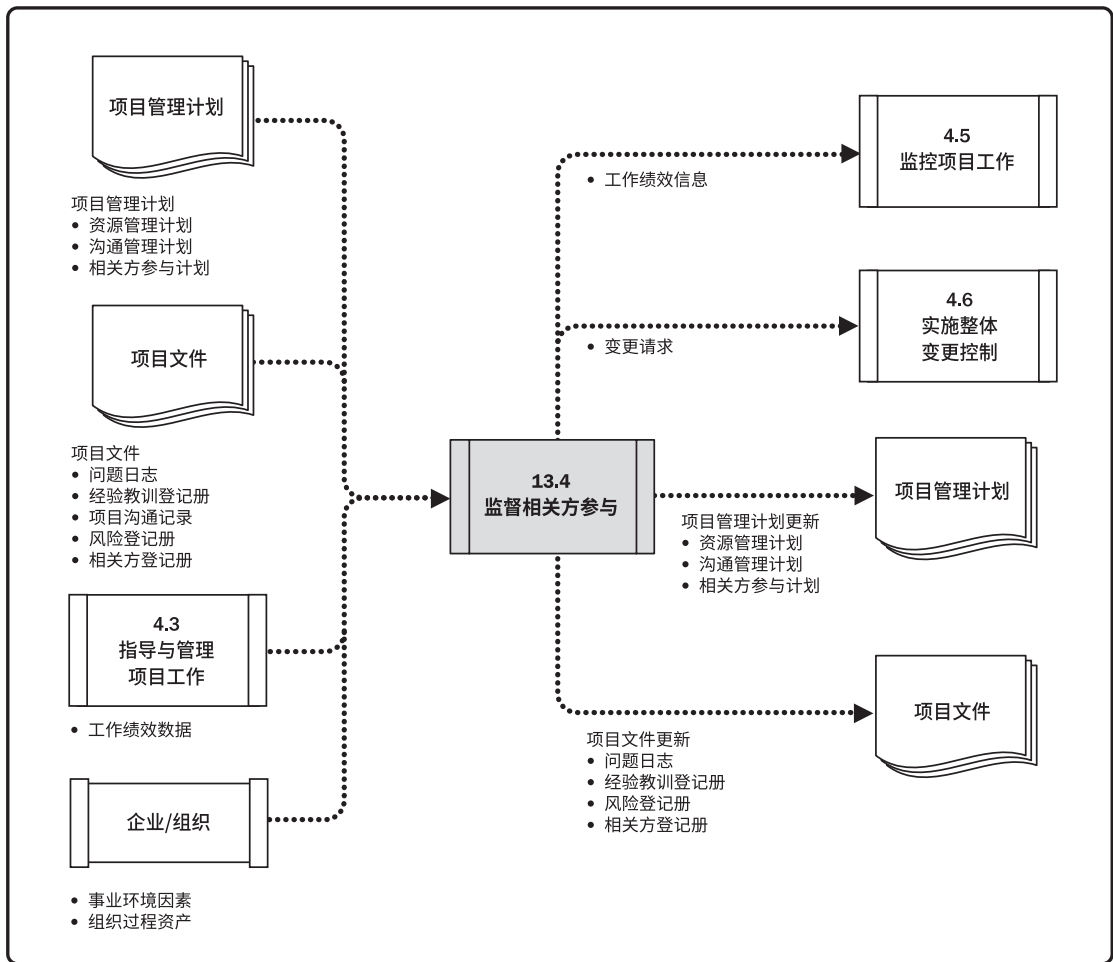 项目管理计划
项目管理计划
• 资源管理计划
• 沟通管理计划
• 相关方参与计划
项目文件
项目文件
• 问题日志
• 经验教训登记册
• 项目沟通记录
• 风险登记册
• 相关方登记册
4.3
指导与管理
项目工作
• 工作绩效数据
企业/组织
• 事业环境因素
• 组织过程资产
13.4
监督相关方参与
• 工作绩效信息
4.5
监控项目工作
• 变更请求
4.6
实施整体
变更控制
项目管理计划更新
• 资源管理计划
• 沟通管理计划
• 相关方参与计划
项目管理计划
项目文件更新
• 问题日志
• 经验教训登记册
• 风险登记册
• 相关方登记册
项目文件